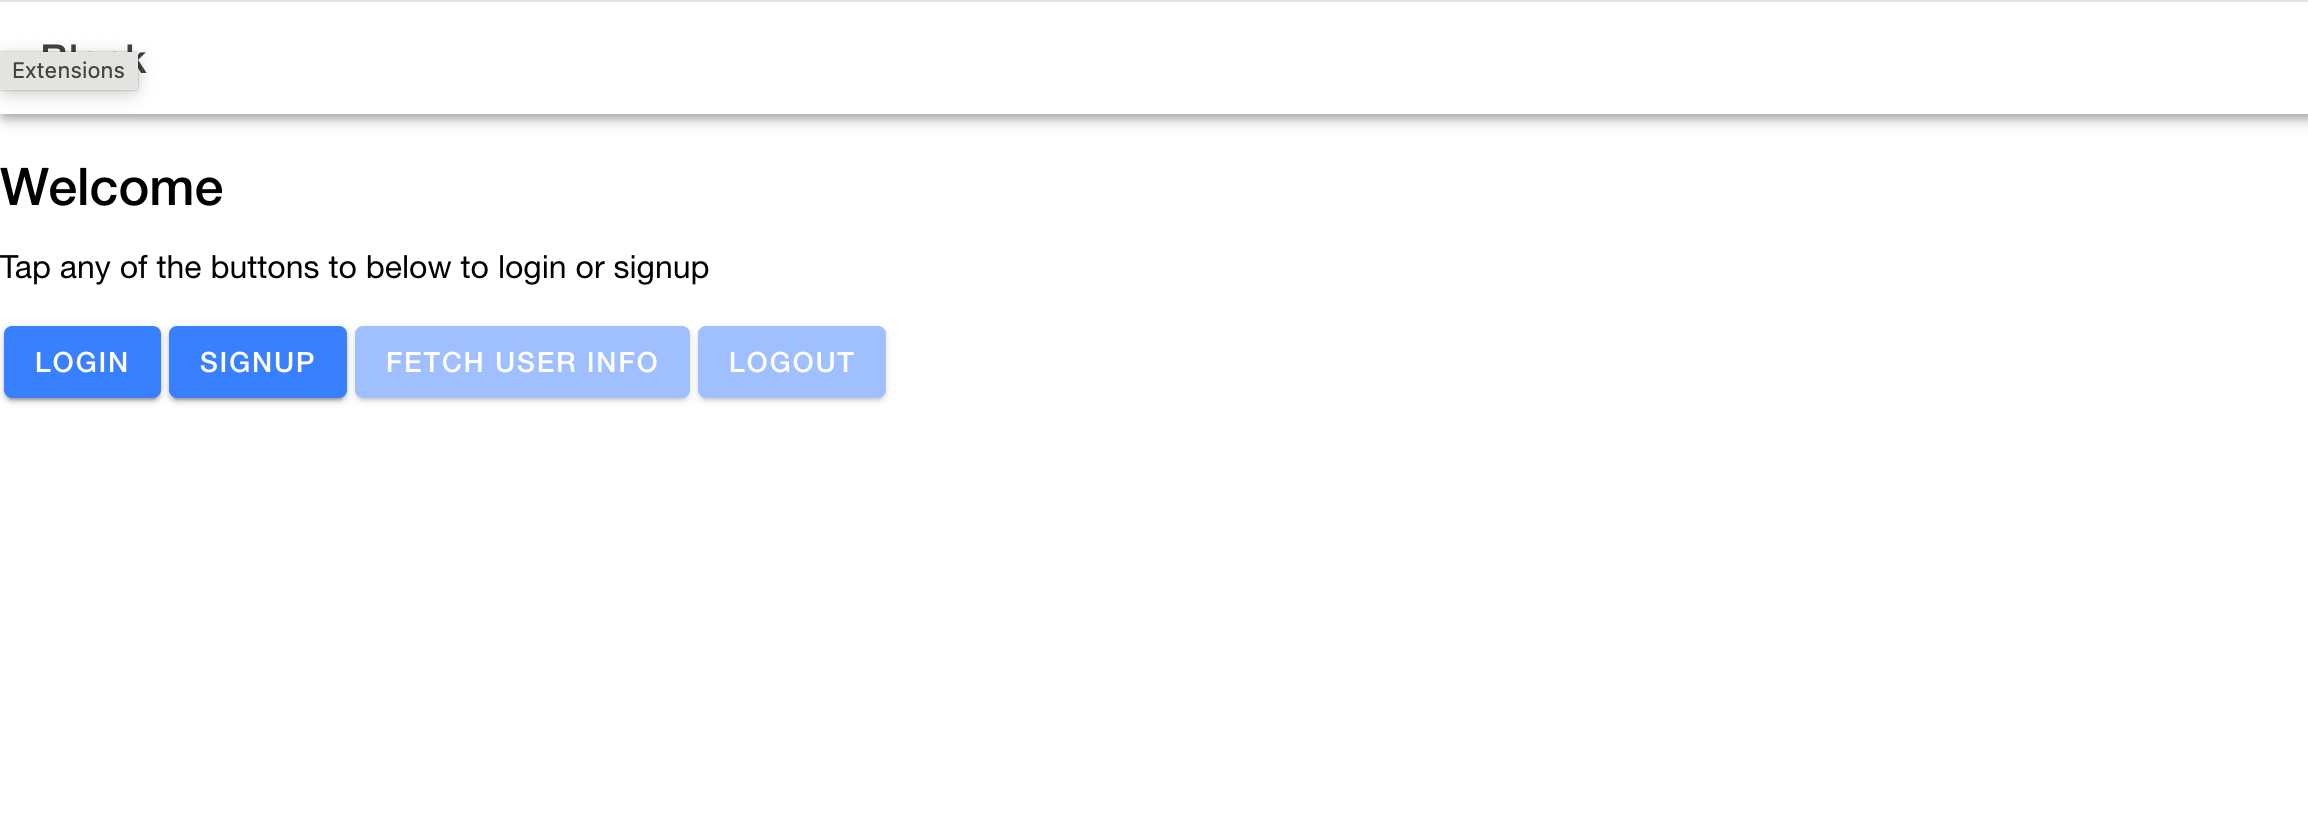 Extensions
Welcome
Tap any of the buttons to below to login or signup
LOGIN SIGNUP FETCH USER INFO LOGOUT